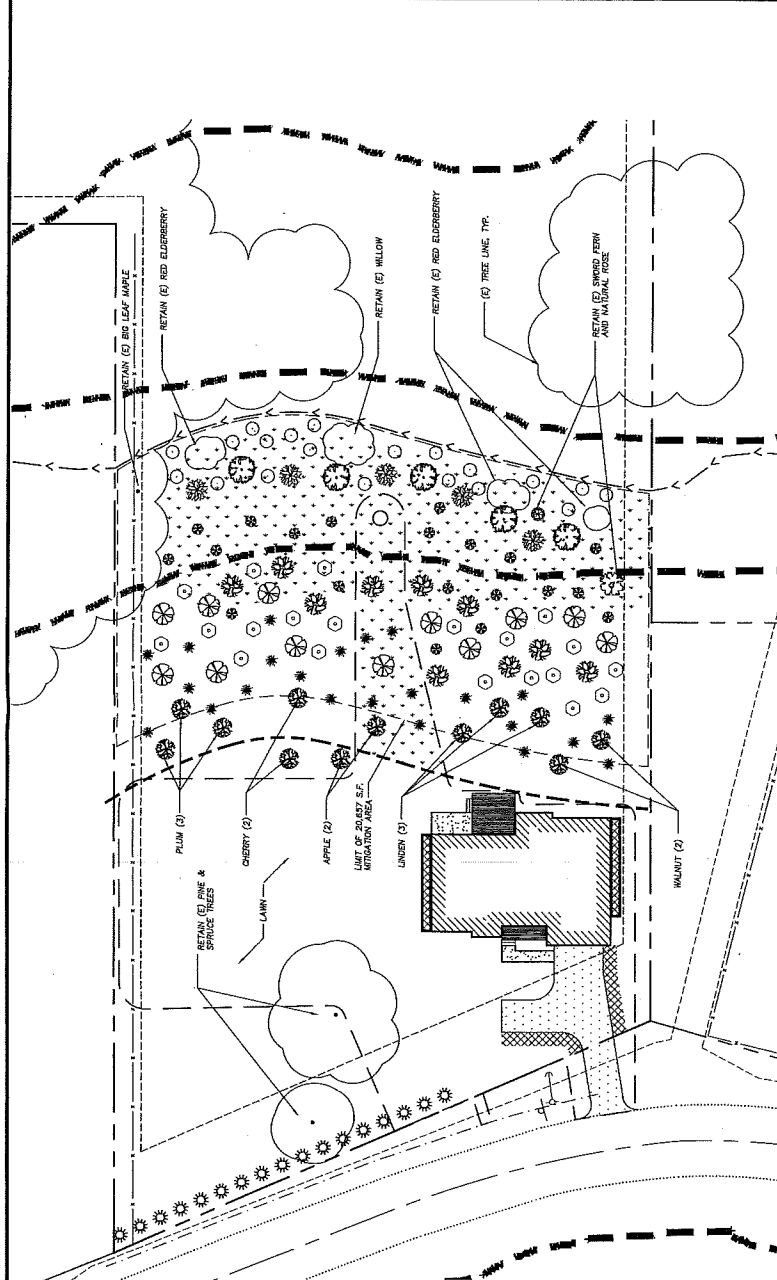 RETAIN (E) BIG LEAF MAPLE
RETAIN (E) RED ELDERBERRY
RETAIN (E) WILLOW
RETAIN (E) RED ELDERBERRY
(E) TREE LINE, TYP.
RETAIN (E) SWORD FERN
AND NATURAL ROSE
PLUM (3)
CHERRY (2)
APPLE (2)
LIMIT OF 20,657 S.F.
MITIGATION AREA
LINDEN (3)
WALNUT (2)
RETAIN (E) PINE &
SPRUCE TREES
LAWN